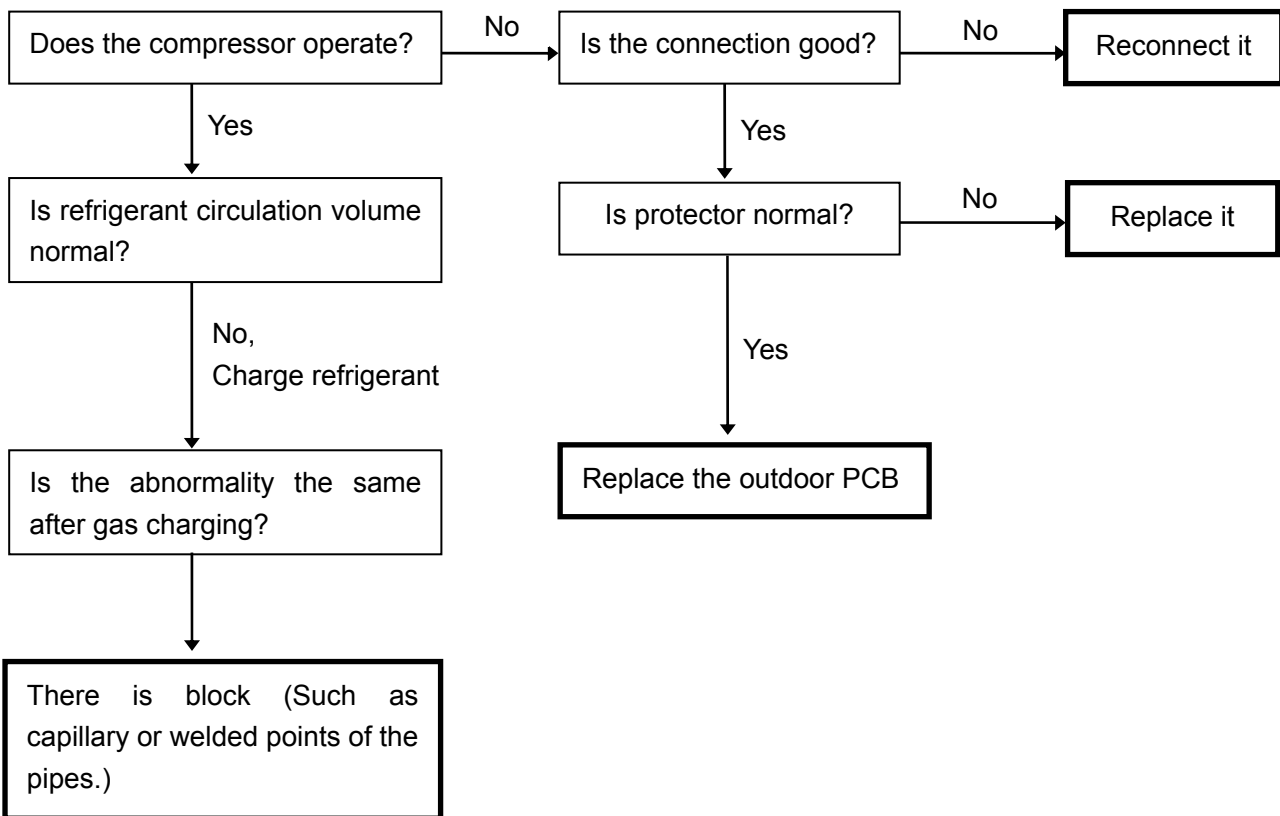 Does the compressor operate?
No
Is the connection good?
No
Reconnect it
Yes
Yes
Is refrigerant circulation volume
normal?
Is protector normal?
No
Replace it
No,
Charge refrigerant
Yes
Is the abnormality the same
after gas charging?
Replace the outdoor PCB
There is block (Such as
capillary or welded points of the
pipes.)